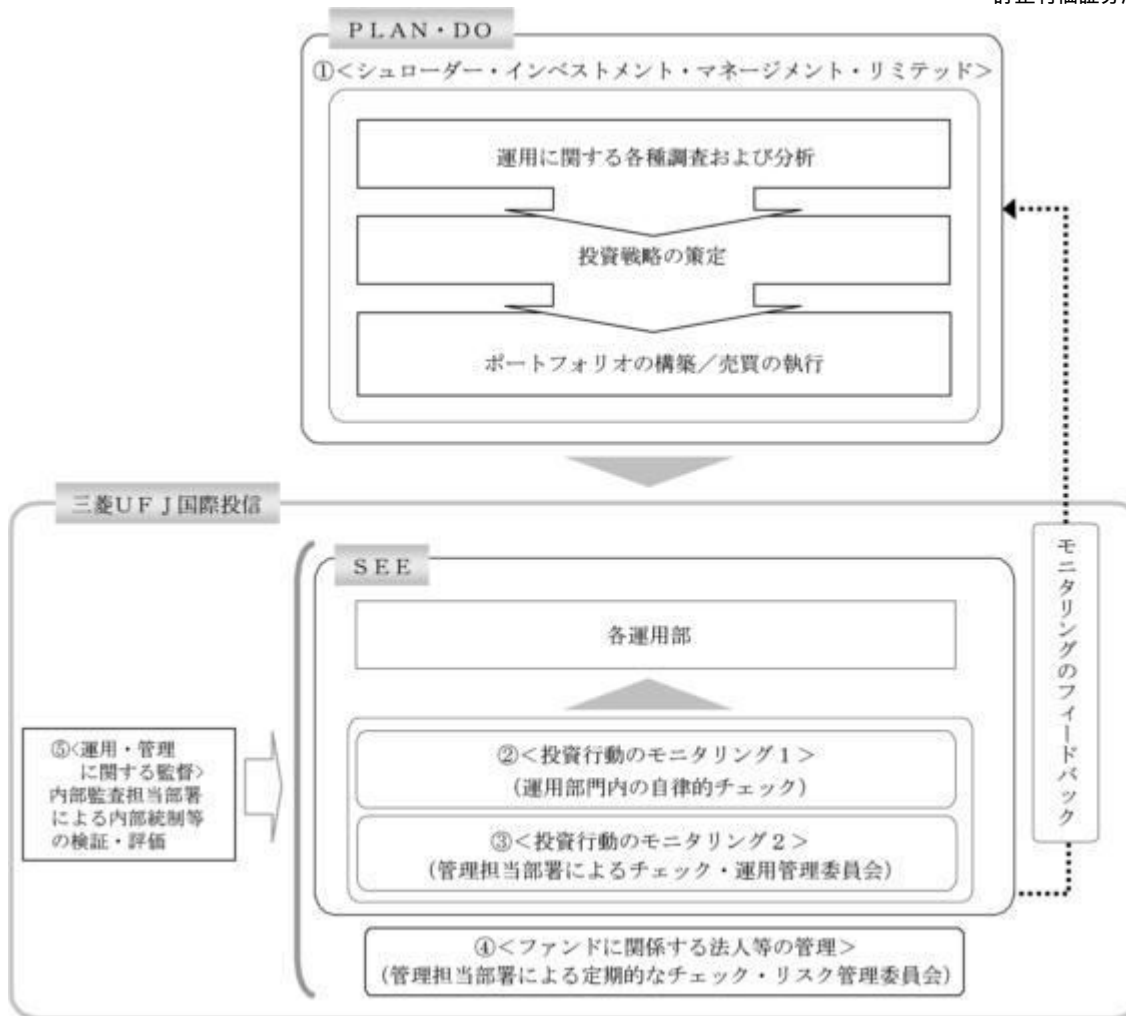 PLAN・DO
①<シュローダー・インベストメント・マネージメント・リミテッド>
運用に関する各種調査および分析
投資戦略の策定
ポートフォリオの構築/売買の執行
三菱UFJ国際投信
SEE
各運用部
②<投資行動のモニタリング1>
(運用部門内の自律的チェック)
③<投資行動のモニタリング2>
(管理担当部署によるチェック・運用管理委員会)
④<ファンドに関係する法人等の管理>
(管理担当部署による定期的なチェック・リスク管理委員会)
⑤<運用・管理
に関する監督>
内部監査担当部署
による内部統制等
の検証・評価
モニタリングのフィードバック